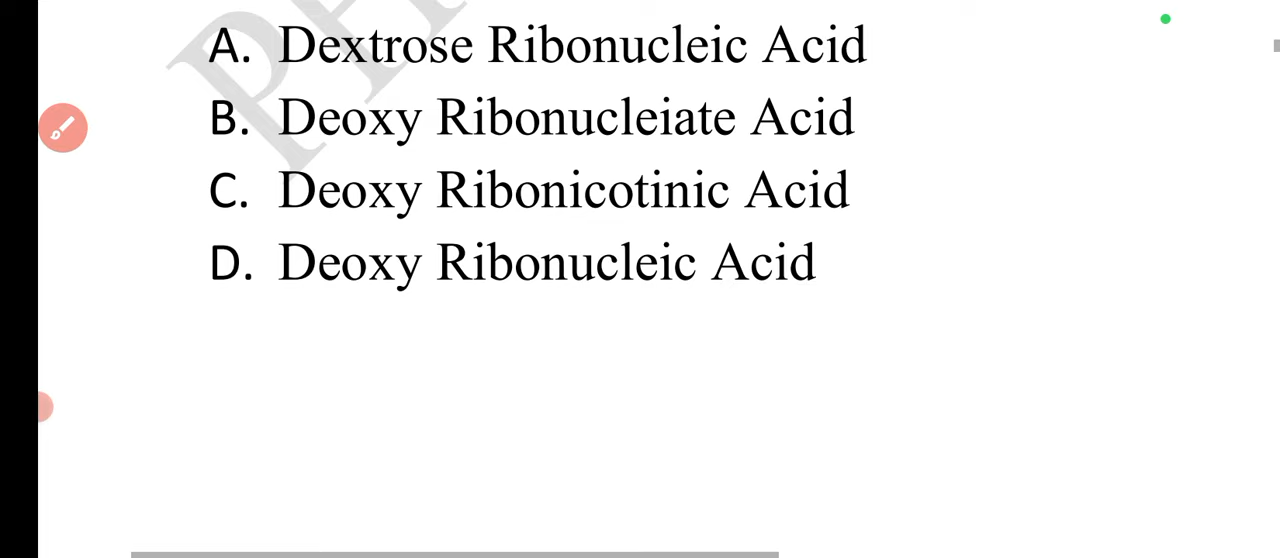 A. Dextrose Ribonucleic Acid
B. Deoxy Ribonucleiate Acid
C. Deoxy Ribonicotinic Acid
D. Deoxy Ribonucleic Acid